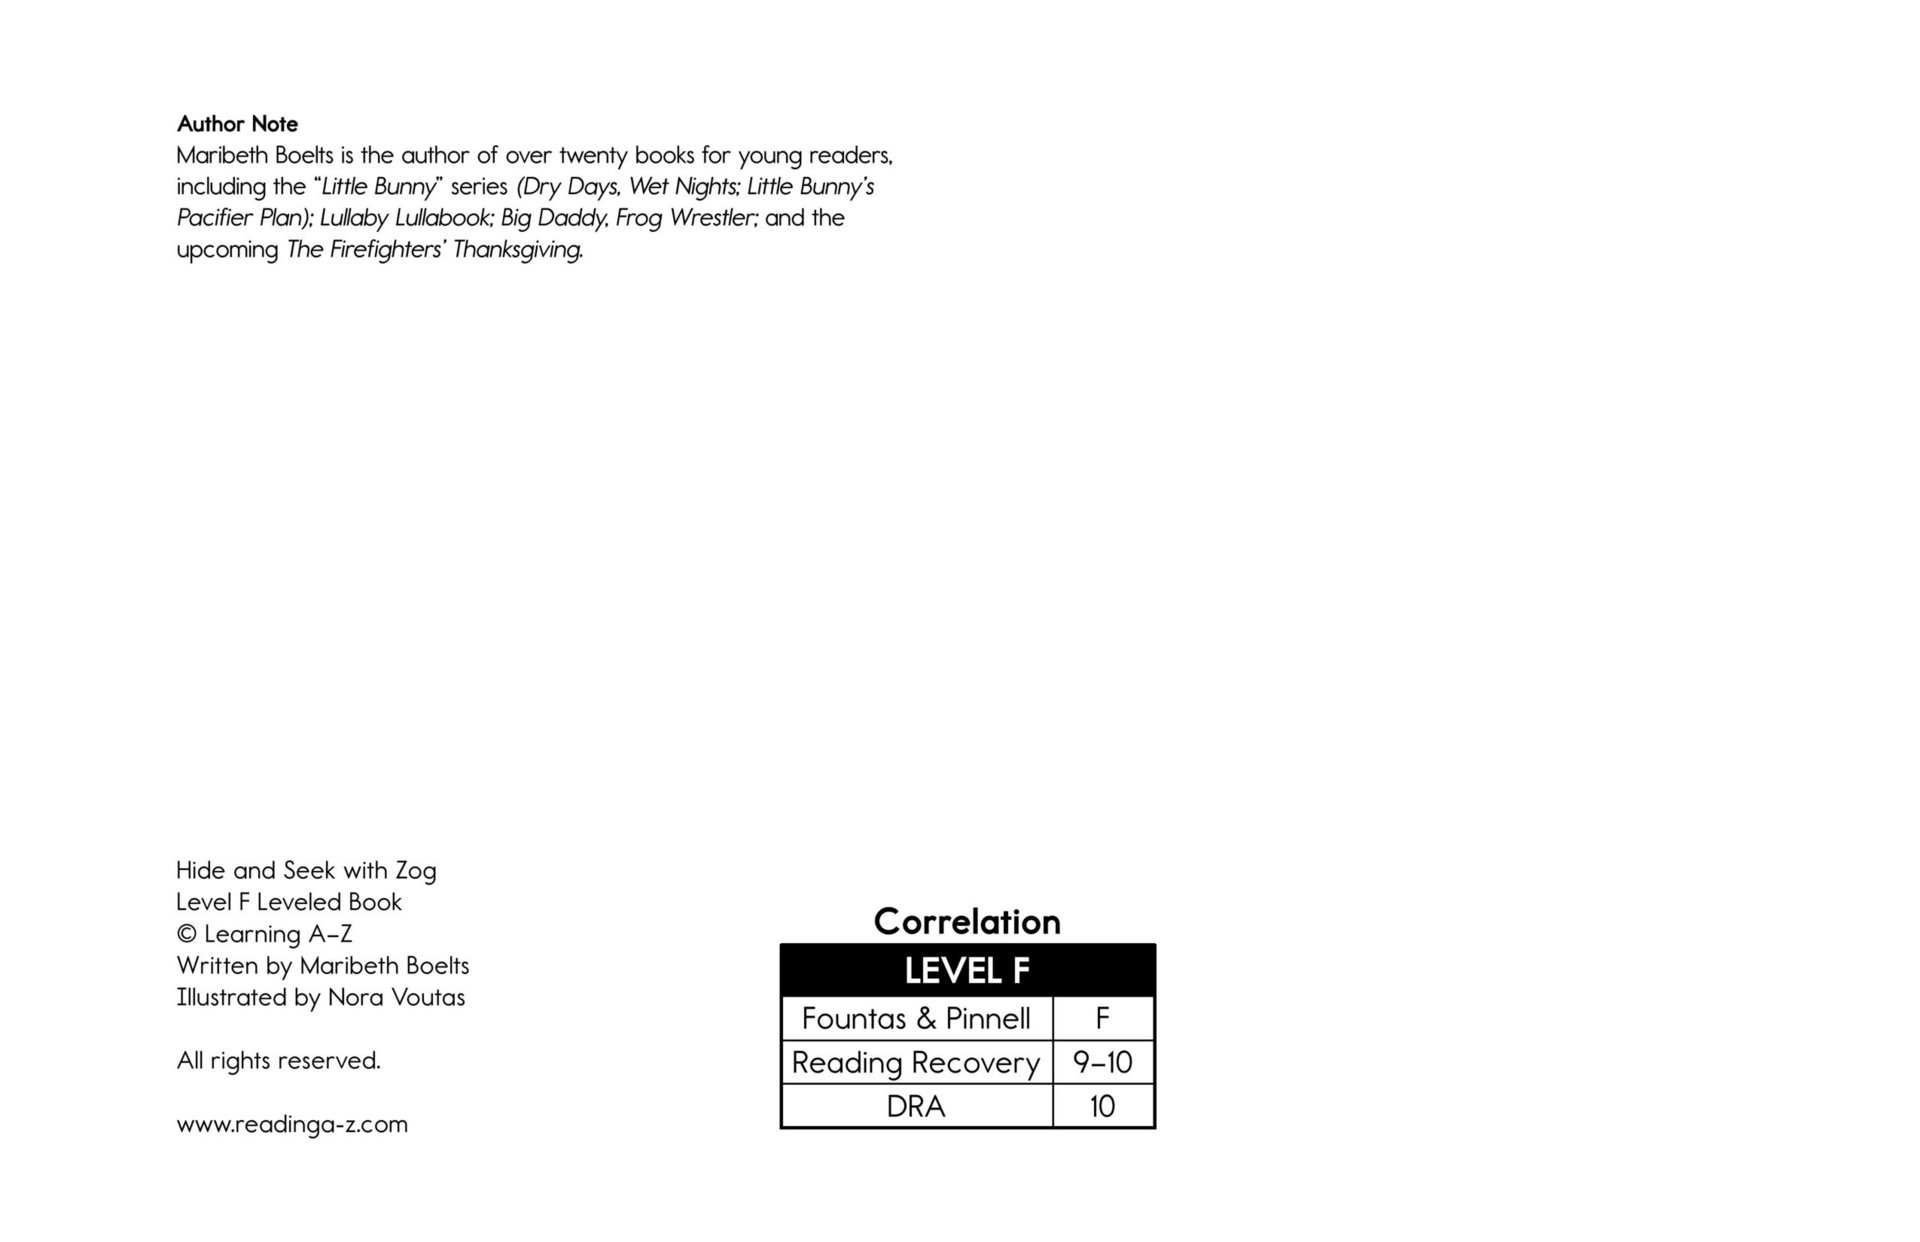 Author Note
Maribeth Boelts is the author of over twenty books for young readers,
including the “Little Bunny” series (Dry Days, Wet Nights; Little Bunny’s
Pacifier Plan); Lullaby Lullabook; Big Daddy, Frog Wrestler; and the
upcoming The Firefighters’ Thanksgiving.
Hide and Seek with Zog
Level F Leveled Book
© Learning A–Z
Written by Maribeth Boelts
Illustrated by Nora Voutas
All rights reserved.
www.readinga-z.com
Correlation
LEVEL F
Fountas & Pinnell F
Reading Recovery 9–10
DRA 10